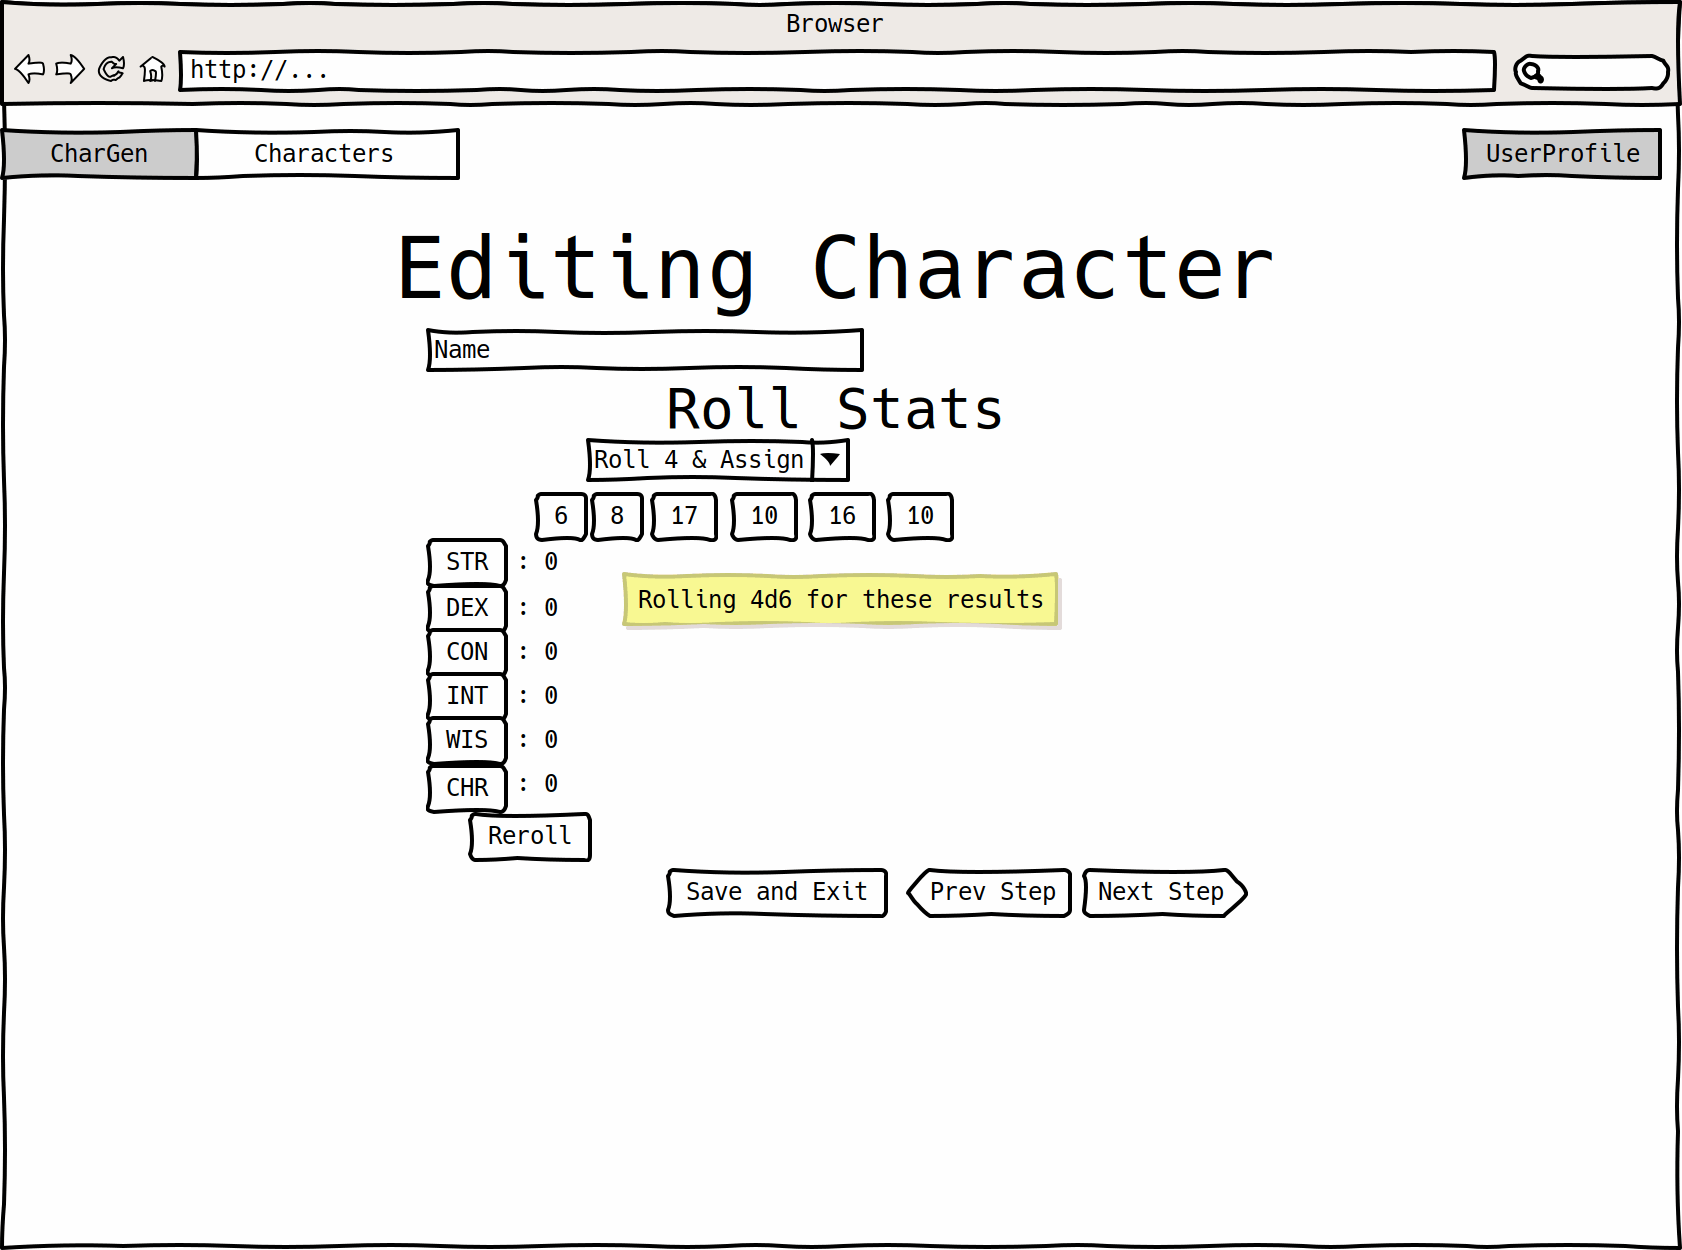 Browser
http://...
CharGen Characters UserProfile
Editing Character
Name
Roll Stats
Roll 4 & Assign
6 8 17 10 16 10
STR : 0
Rolling 4d6 for these results
DEX : 0
CON : 0
INT : 0
WIS : 0
CHR : 0
Reroll
Save and Exit Prev Step Next Step